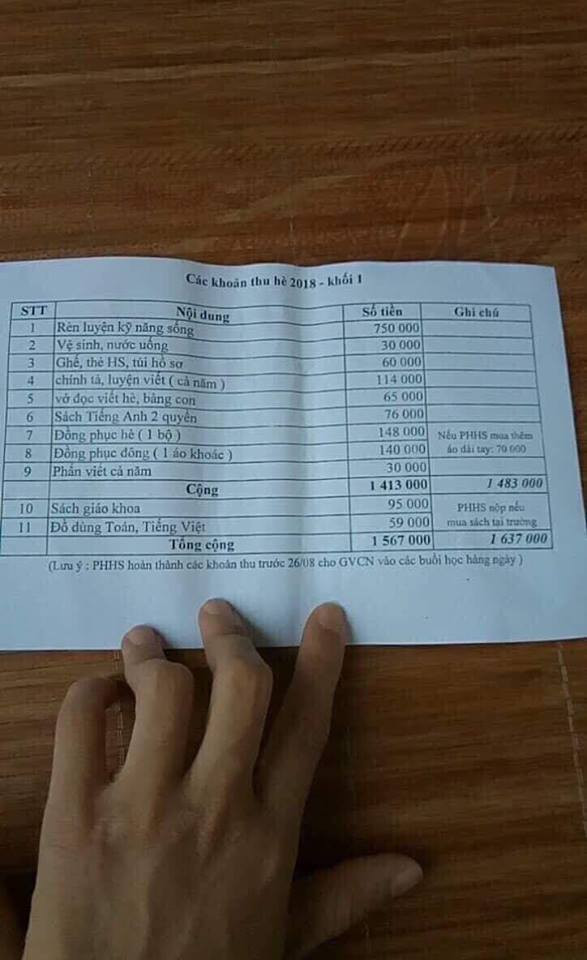 Các khoản thu hè 2018 - khối 1
STT Nội dung Số tiền Ghi chú
1 Rèn luyện kỹ năng sống 750 000
2 Vệ sinh, nước uống 30 000
3 Ghế, thẻ HS, túi hồ sơ 60 000
4 chính tả, luyện viết ( cả năm ) 114 000
5 vở đọc viết hè, bảng con 65 000
6 Sách Tiếng Anh 2 quyển 76 000
7 Đồng phục hè ( 1 bộ ) 148 000 Nếu PHHS mua thêm
8 Đồng phục đông ( 1 áo khoác ) 140 000 áo dài tay: 70 000
9 Phấn viết cả năm 30 000
Cộng 1 413 000 1 483 000
10 Sách giáo khoa 95 000 PHHS nộp nếu
11 Đồ dùng Toán, Tiếng Việt 59 000 mua sách tại trường
Tổng cộng 1 567 000 1 637 000
(Lưu ý : PHHS hoàn thành các khoản thu trước 26/08 cho GVCN vào các buổi học hàng ngày )